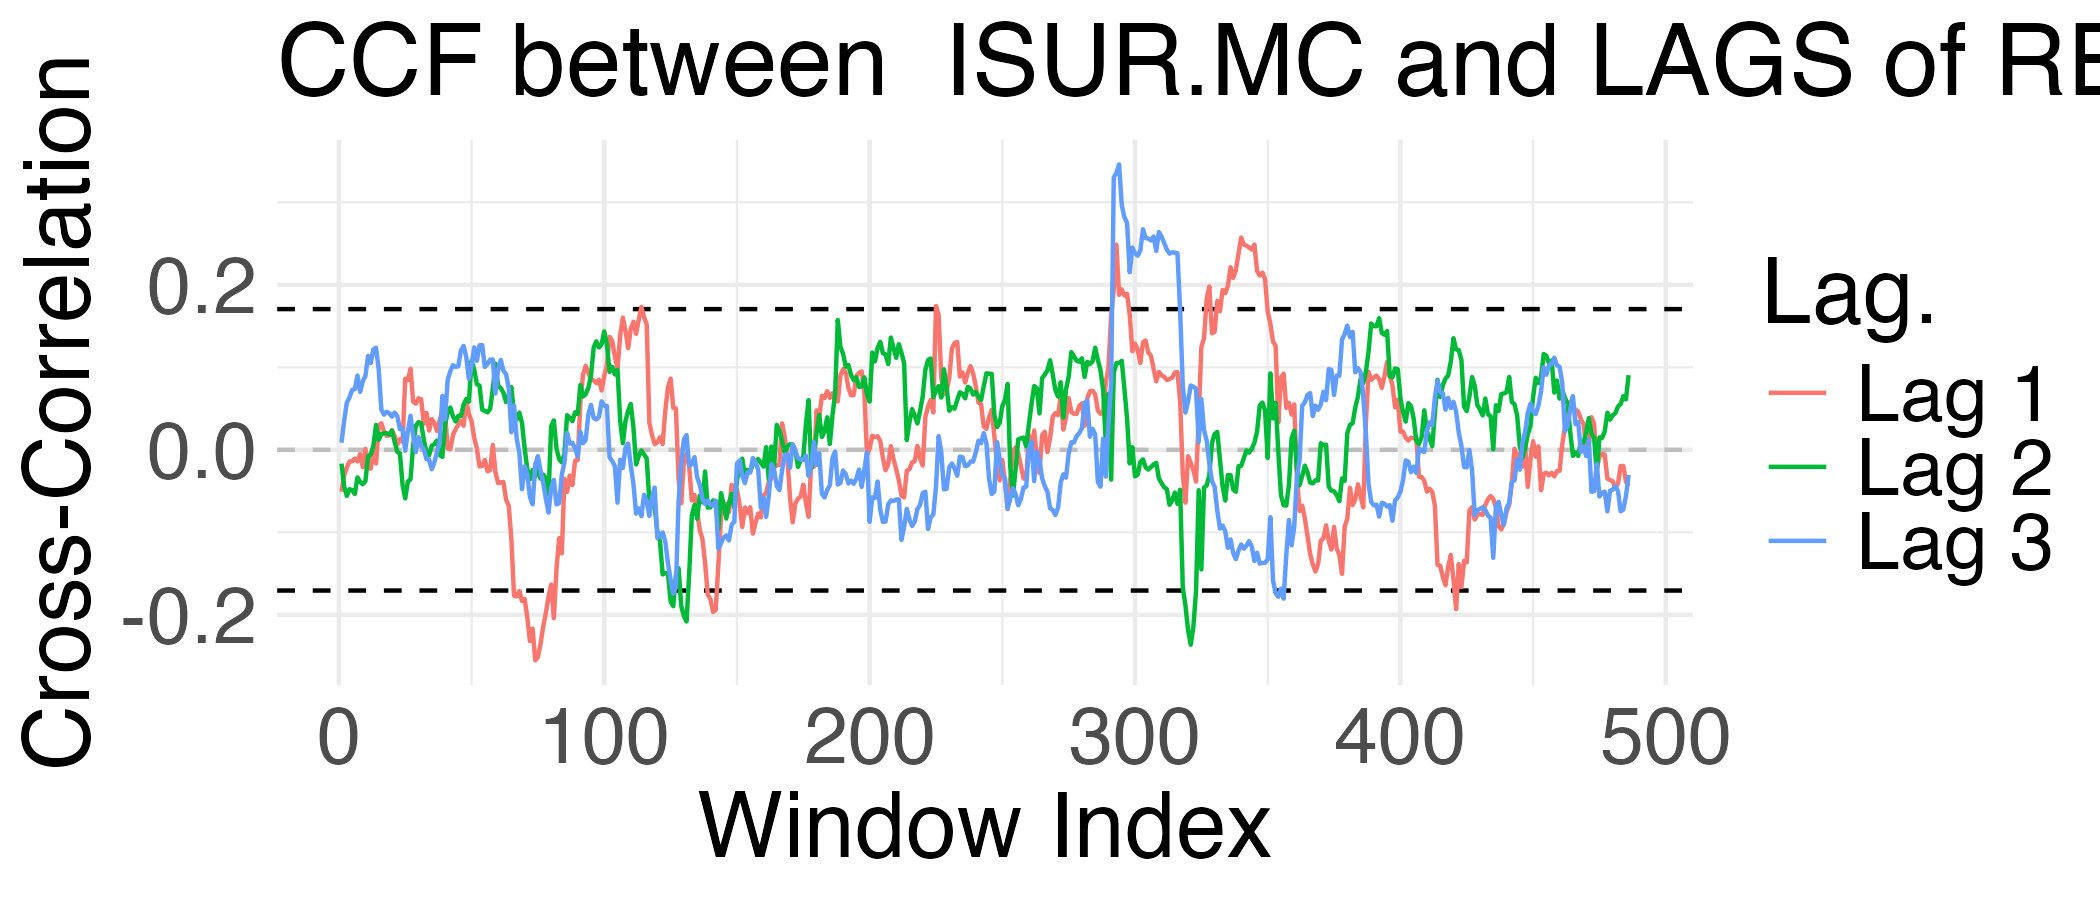 CCF between ISUR.MC and LAGS of RE
Cross-Correlation
0.2
0.0
-0.2
0
100
200
300
400
500
Window Index
Lag.
Lag 1
Lag 2
Lag 3